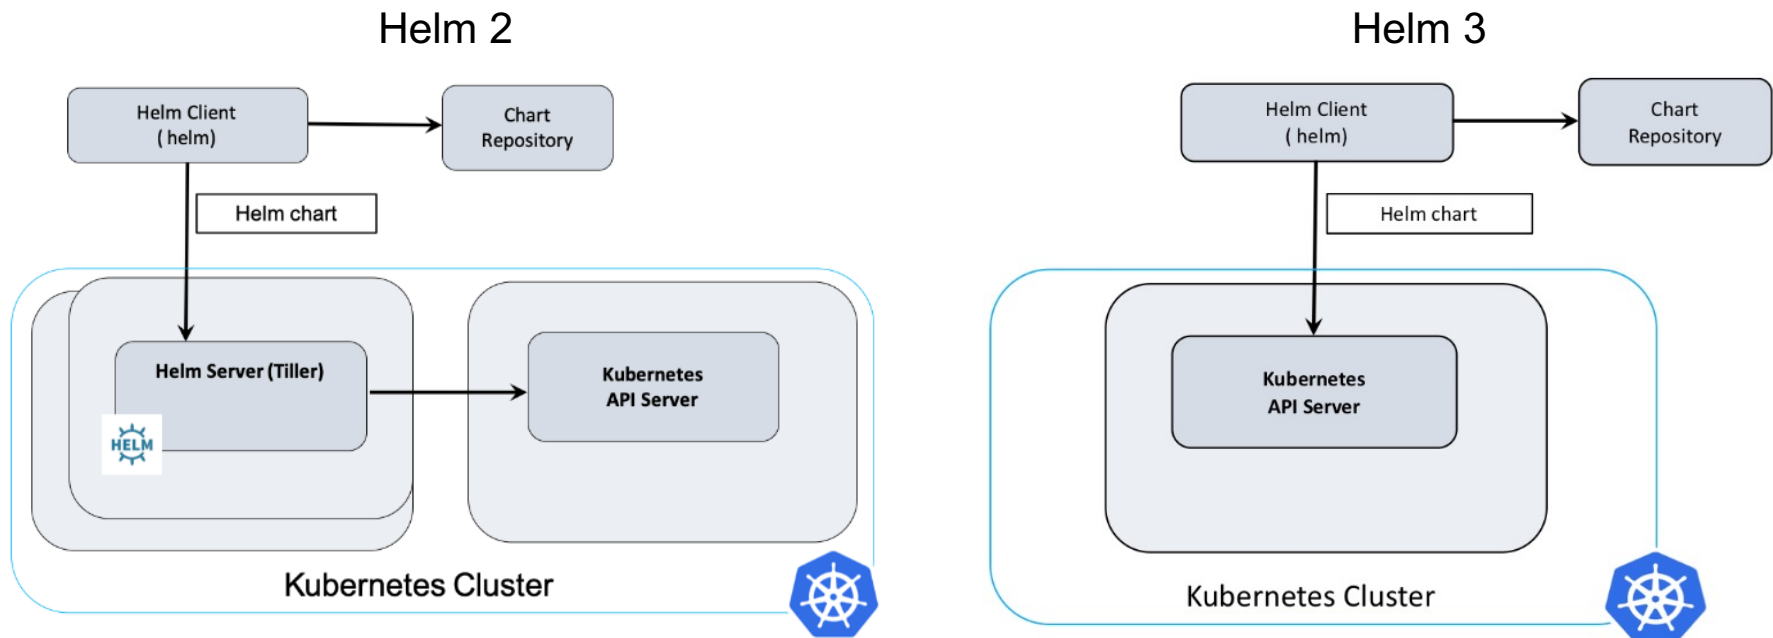 Helm 2
Helm Client
( helm)
Chart
Repository
Helm chart
Helm Server (Tiller)
HELM
Kubernetes
API Server
Kubernetes Cluster
Helm 3
Helm Client
( helm)
Chart
Repository
Helm chart
Kubernetes
API Server
Kubernetes Cluster